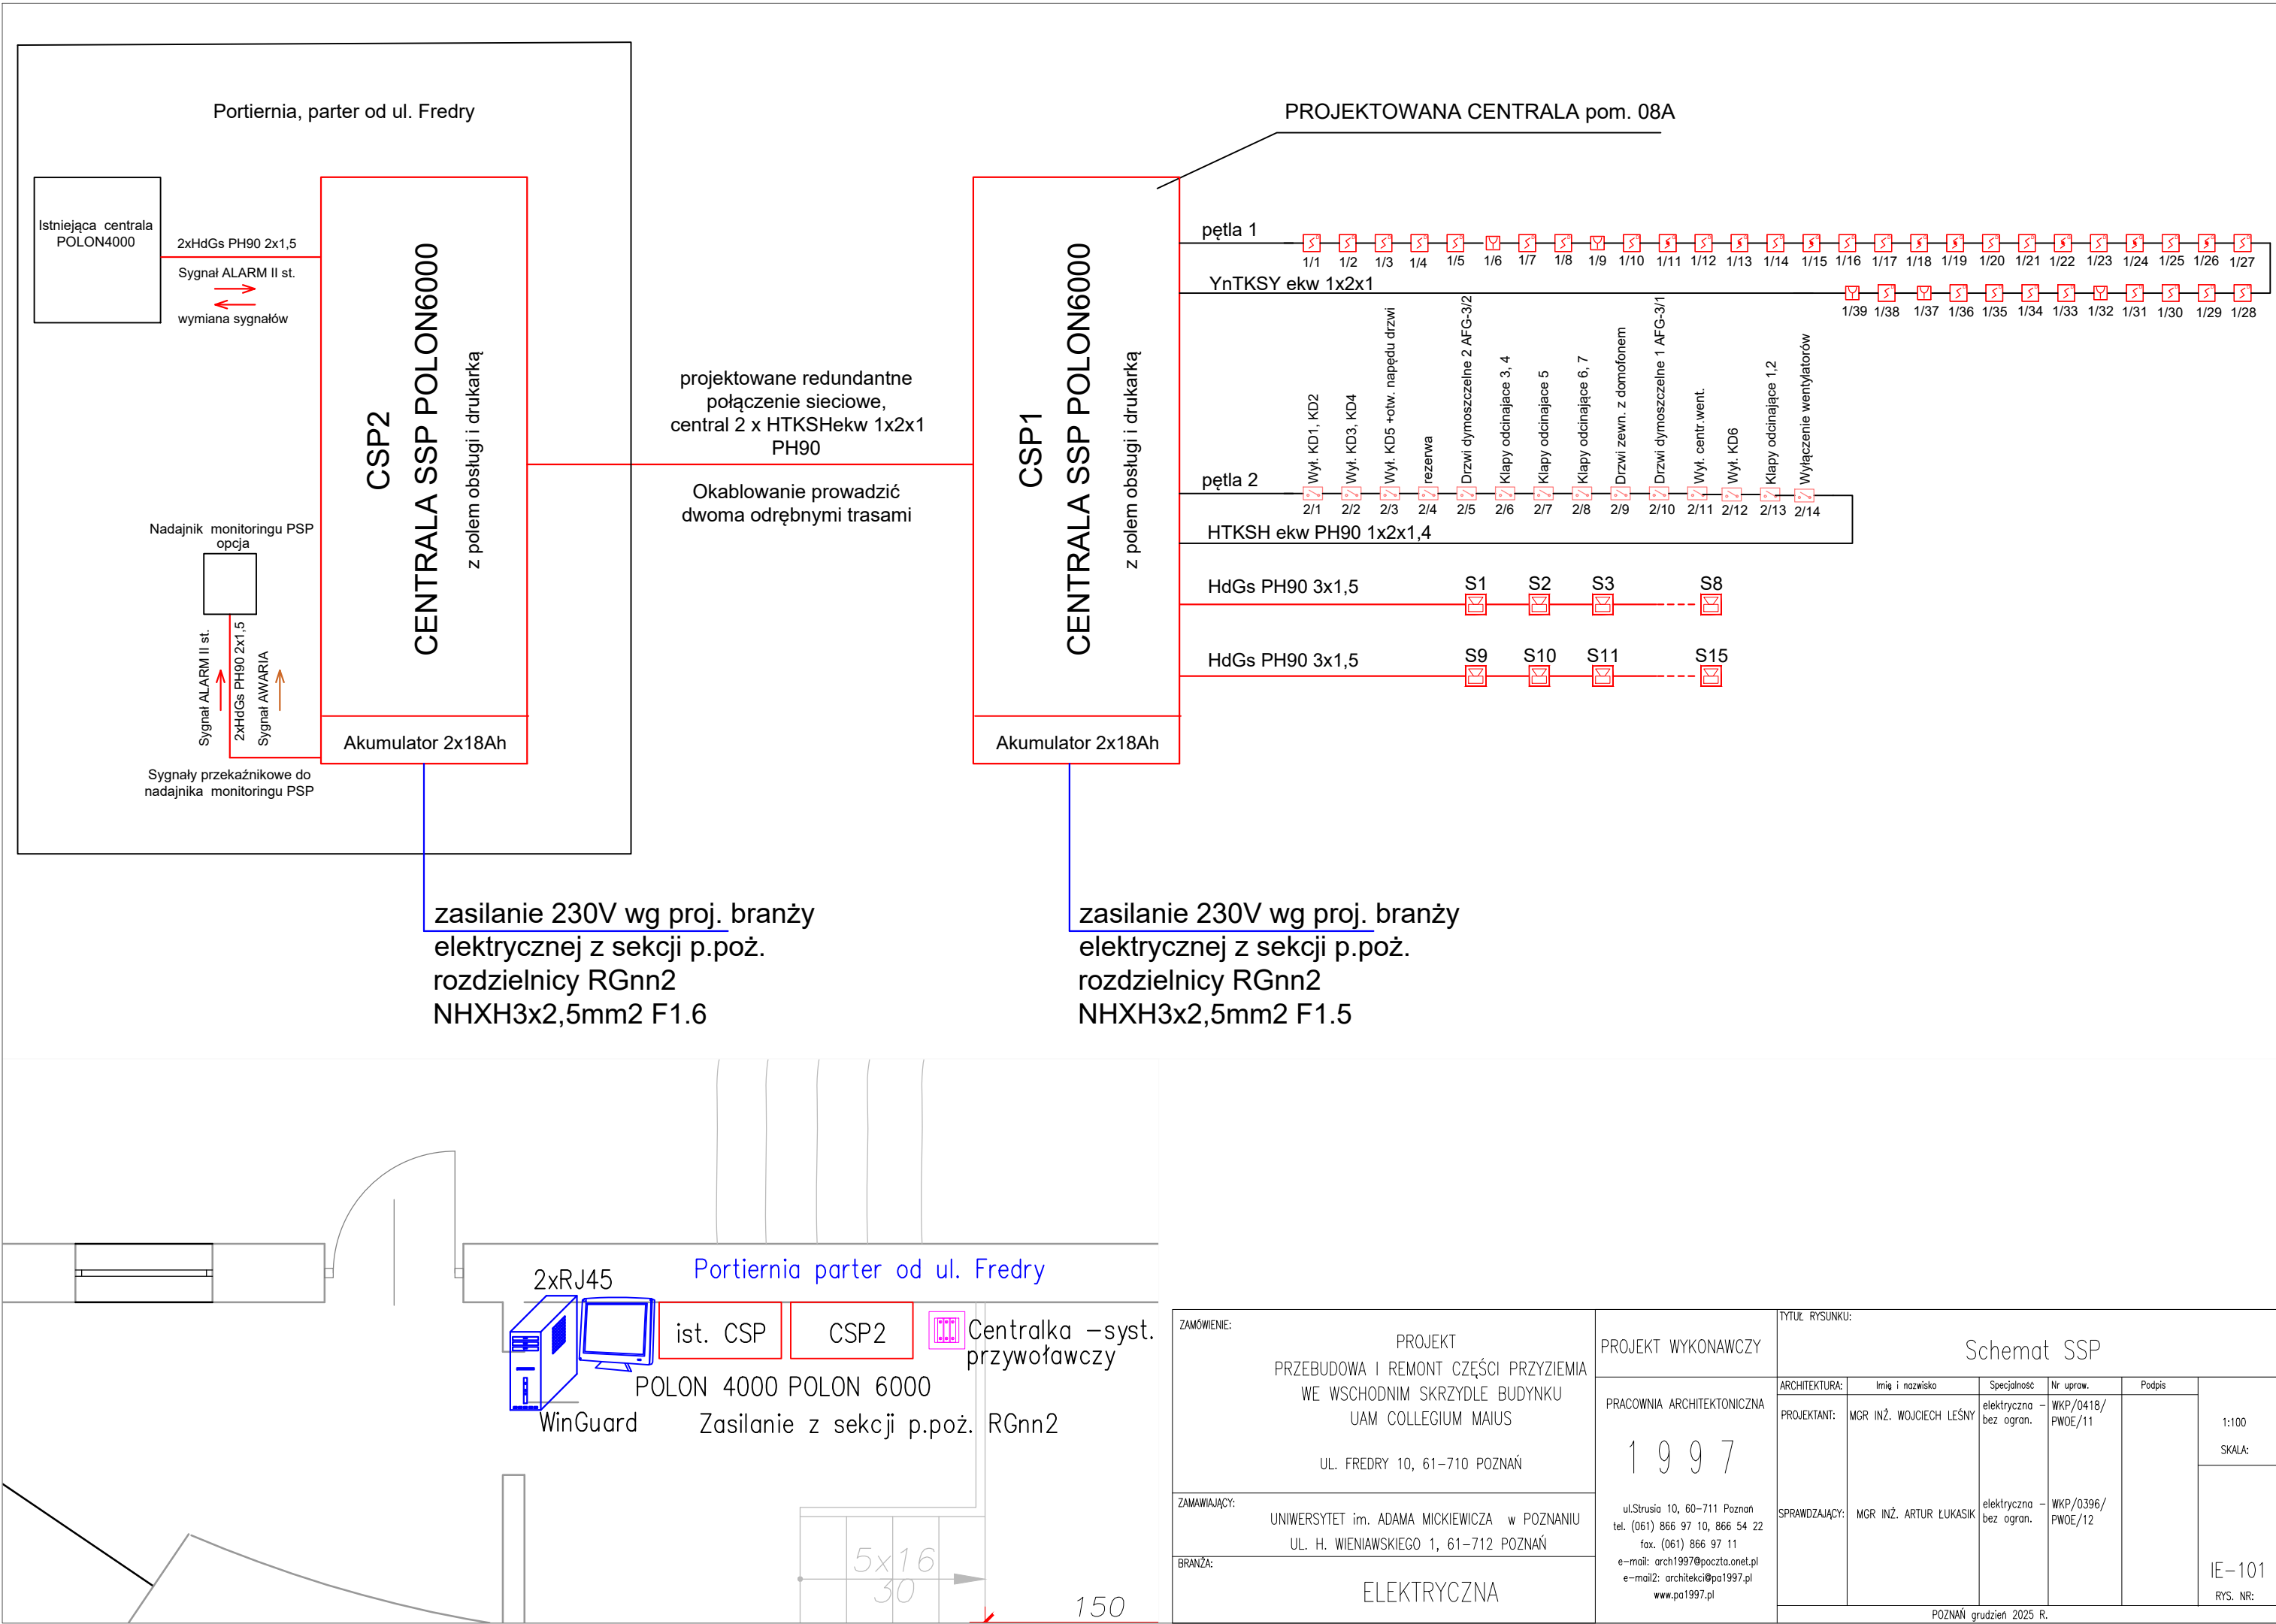 Portiernia, parter od ul. Fredry
PROJEKTOWANA CENTRALA pom. 08A
Istniejąca centrala
POLON4000
2xHdGs PH90 2x1,5
Sygnał ALARM II st.
wymiana sygnałów
CSP2
CENTRALA SSP POLON6000
z polem obsługi i drukarką
Akumulator 2x18Ah
Nadajnik monitoringu PSP
opcja
Sygnał ALARM II st.
2xHdGs PH90 2x1,5
Sygnał AWARIA
Sygnały przekaźnikowe do
nadajnika monitoringu PSP
projektowane redundantne
połączenie sieciowe,
central 2 x HTKSHekw 1x2x1
PH90
Okablowanie prowadzić
dwoma odrębnymi trasami
CSP1
CENTRALA SSP POLON6000
z polem obsługi i drukarką
Akumulator 2x18Ah
pętla 1
1/1 1/2 1/3 1/4 1/5 1/6 1/7 1/8 1/9 1/10 1/11 1/12 1/13 1/14 1/15 1/16 1/17 1/18 1/19 1/20 1/21 1/22 1/23 1/24 1/25 1/26 1/27
YnTKSY ekw 1x2x1
1/39 1/38 1/37 1/36 1/35 1/34 1/33 1/32 1/31 1/30 1/29 1/28
Wył. KD1, KD2
Wył. KD3, KD4
Wył. KD5 +otw. napędu drzwi
rezerwa
Drzwi dymoszczelne 2 AFG-3/2
Klapy odcinajace 3, 4
Klapy odcinajace 5
Klapy odcinające 6, 7
Drzwi zewn. z domofonem
Drzwi dymoszczelne 1 AFG-3/1
Wył. centr.went.
Wył. KD6
Klapy odcinające 1,2
Wyłączenie wentylatorów
pętla 2
2/1 2/2 2/3 2/4 2/5 2/6 2/7 2/8 2/9 2/10 2/11 2/12 2/13 2/14
HTKSH ekw PH90 1x2x1,4
HdGs PH90 3x1,5
S1 S2 S3 S8
HdGs PH90 3x1,5
S9 S10 S11 S15
zasilanie 230V wg proj. branży
elektrycznej z sekcji p.poż.
rozdzielnicy RGnn2
NHXH3x2,5mm2 F1.6
zasilanie 230V wg proj. branży
elektrycznej z sekcji p.poż.
rozdzielnicy RGnn2
NHXH3x2,5mm2 F1.5
Portiernia parter od ul. Fredry
2xRJ45
ist. CSP
CSP2
Centralka -syst.
przywoławczy
POLON 4000 POLON 6000
WinGuard
Zasilanie z sekcji p.poż. RGnn2
5x16
30
150
ZAMÓWIENIE:
PROJEKT
PRZEBUDOWA I REMONT CZĘŚCI PRZYZIEMIA
WE WSCHODNIM SKRZYDLE BUDYNKU
UAM COLLEGIUM MAIUS
UL. FREDRY 10, 61-710 POZNAŃ
ZAMAWIAJĄCY:
UNIWERSYTET im. ADAMA MICKIEWICZA w POZNANIU
UL. H. WIENIAWSKIEGO 1, 61-712 POZNAŃ
BRANŻA:
ELEKTRYCZNA
PROJEKT WYKONAWCZY
PRACOWNIA ARCHITEKTONICZNA
1997
ul.Strusia 10, 60-711 Poznań
tel. (061) 866 97 10, 866 54 22
fax. (061) 866 97 11
e-mail: arch1997@poczta.onet.pl
e-mail2: architekci@pa1997.pl
www.pa1997.pl
TYTUŁ RYSUNKU:
Schemat SSP
ARCHITEKTURA: Imię i nazwisko Specjalność Nr upraw. Podpis
PROJEKTANT: MGR INŻ. WOJCIECH LEŚNY elektryczna - bez ogran. WKP/0418/ PWOE/11
SPRAWDZAJĄCY: MGR INŻ. ARTUR ŁUKASIK elektryczna - bez ogran. WKP/0396/ PWOE/12
1:100
SKALA:
IE-101
RYS. NR:
POZNAŃ grudzień 2025 R.